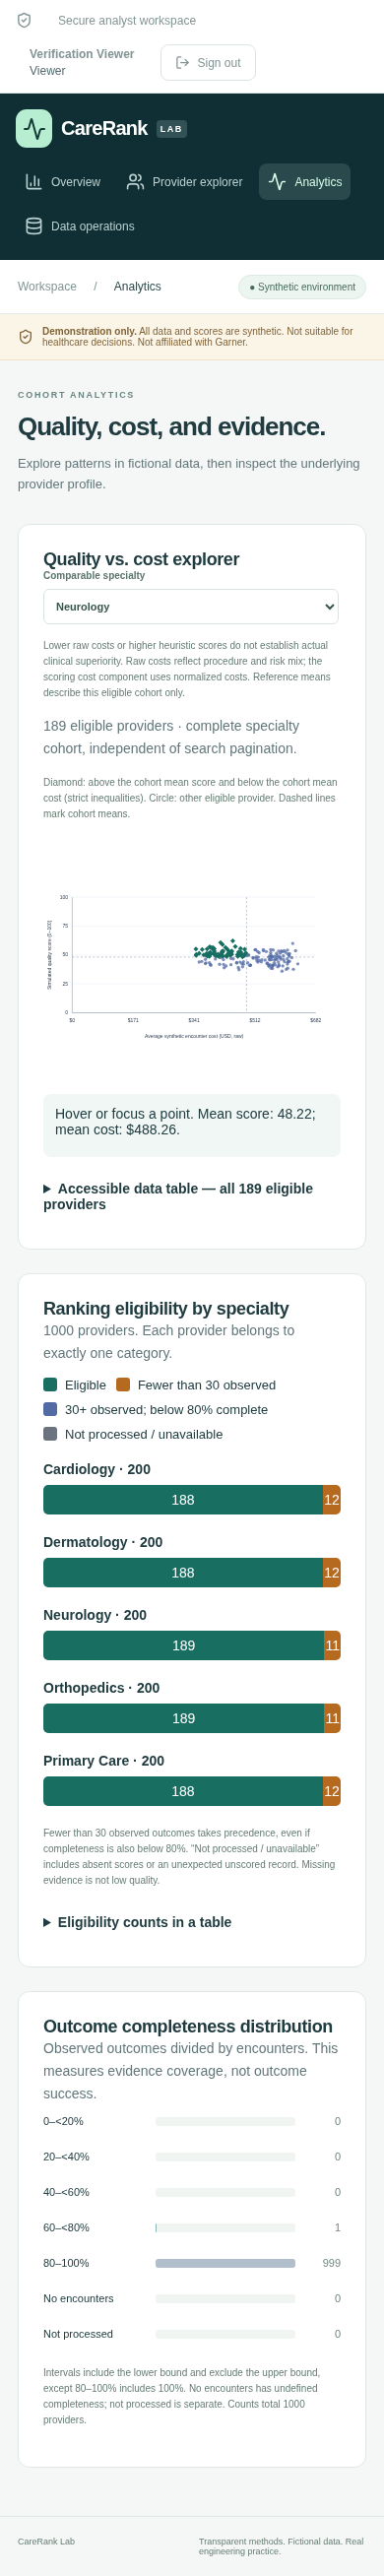 Secure analyst workspace
Verification Viewer
Viewer
Sign out
CareRank LAB
Overview
Provider explorer
Analytics
Data operations
Workspace / Analytics
● Synthetic environment
Demonstration only. All data and scores are synthetic. Not suitable for
healthcare decisions. Not affiliated with Garner.
COHORT ANALYTICS
Quality, cost, and evidence.
Explore patterns in fictional data, then inspect the underlying
provider profile.
Quality vs. cost explorer
Comparable specialty
Neurology
Lower raw costs or higher heuristic scores do not establish actual
clinical superiority. Raw costs reflect procedure and risk mix; the
scoring cost component uses normalized costs. Reference means
describe this eligible cohort only.
189 eligible providers · complete specialty
cohort, independent of search pagination.
Diamond: above the cohort mean score and below the cohort mean
cost (strict inequalities). Circle: other eligible provider. Dashed lines
mark cohort means.
Simulated quality score (0–100)
100
75
50
25
0
$0 $171 $341 $512 $682
Average synthetic encounter cost (USD, raw)
Hover or focus a point. Mean score: 48.22;
mean cost: $488.26.
▶ Accessible data table — all 189 eligible
providers
Ranking eligibility by specialty
1000 providers. Each provider belongs to
exactly one category.
Eligible
Fewer than 30 observed
30+ observed; below 80% complete
Not processed / unavailable
Cardiology · 200
188 12
Dermatology · 200
188 12
Neurology · 200
189 11
Orthopedics · 200
189 11
Primary Care · 200
188 12
Fewer than 30 observed outcomes takes precedence, even if
completeness is also below 80%. “Not processed / unavailable”
includes absent scores or an unexpected unscored record. Missing
evidence is not low quality.
▶ Eligibility counts in a table
Outcome completeness distribution
Observed outcomes divided by encounters. This
measures evidence coverage, not outcome
success.
0–<20% 0
20–<40% 0
40–<60% 0
60–<80% 1
80–100% 999
No encounters 0
Not processed 0
Intervals include the lower bound and exclude the upper bound,
except 80–100% includes 100%. No encounters has undefined
completeness; not processed is separate. Counts total 1000
providers.
CareRank Lab
Transparent methods. Fictional data. Real
engineering practice.